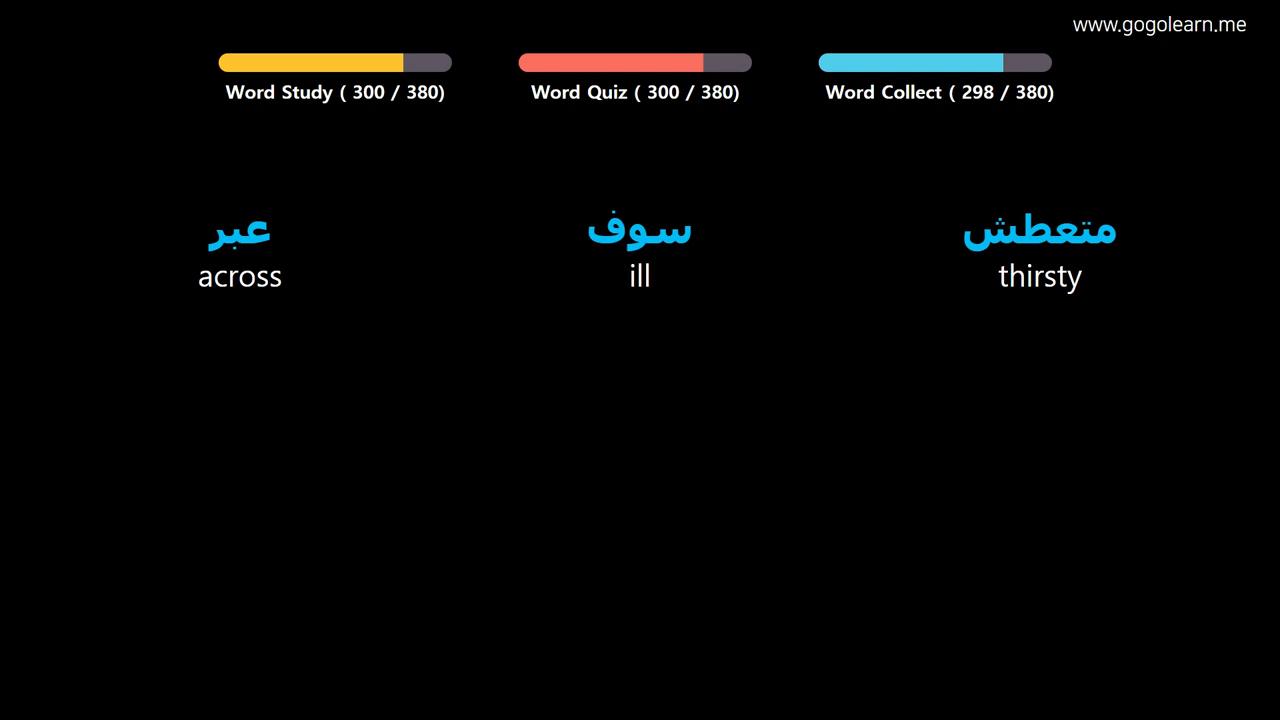 www.gogolearn.me
Word Study ( 300 / 380)
Word Quiz ( 300 / 380)
Word Collect ( 298 / 380)
عبر
across
سوف
ill
متعطش
thirsty